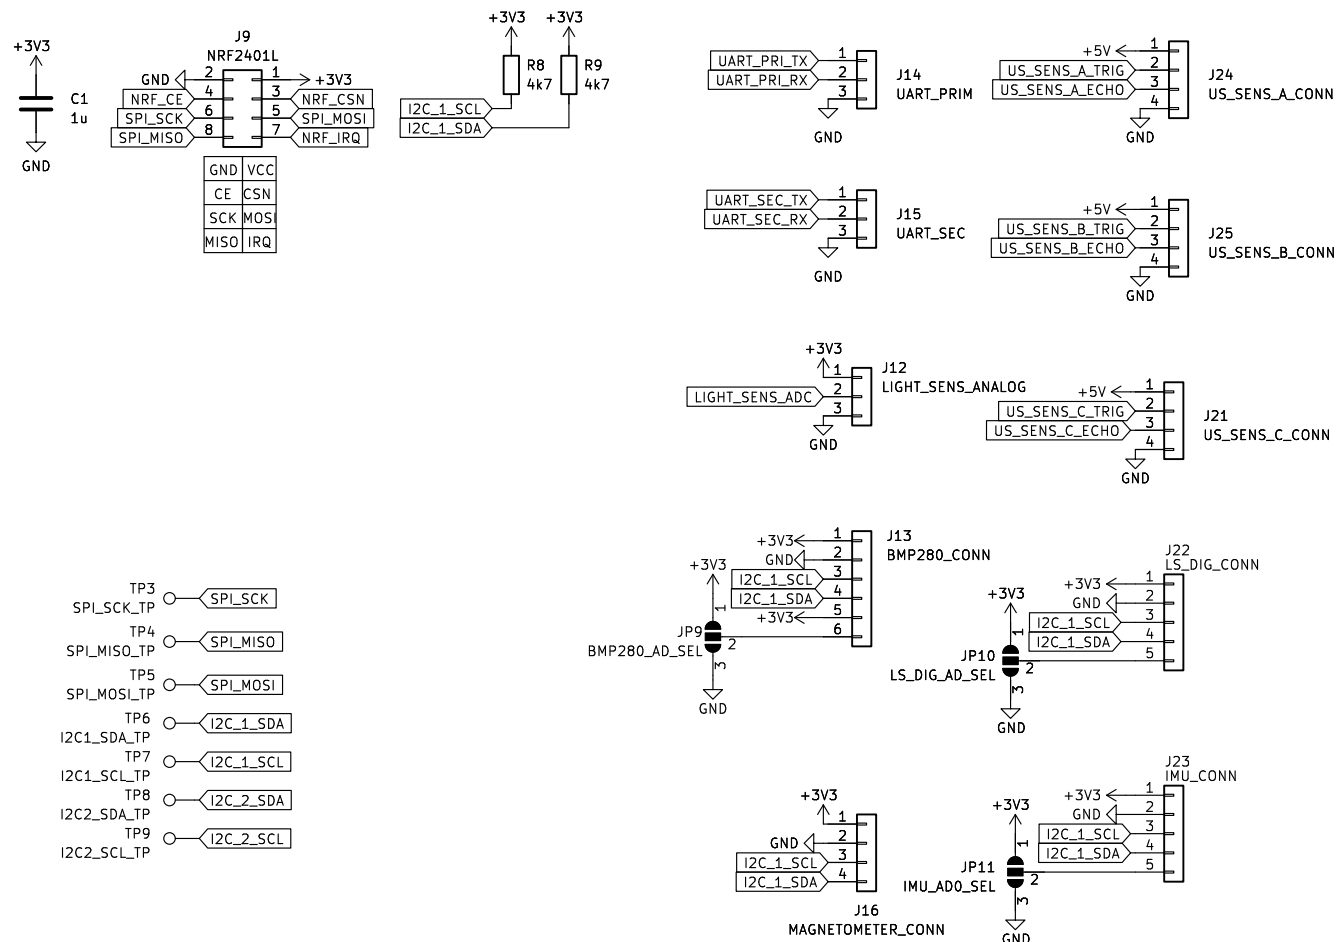 +3V3
C1
1u
GND
J9
NRF2401L
GND 2 1 +3V3
NRF_CE 4 3 NRF_CSN
SPI_SCK 6 5 SPI_MOSI
SPI_MISO 8 7 NRF_IRQ
GND VCC
CE CSN
SCK MOSI
MISO IRQ
+3V3 +3V3
R8 R9
4k7 4k7
I2C_1_SCL
I2C_1_SDA
UART_PRI_TX 1
UART_PRI_RX 2
3
GND
J14
UART_PRIM
+5V 1
US_SENS_A_TRIG 2
US_SENS_A_ECHO 3
4
GND
J24
US_SENS_A_CONN
UART_SEC_TX 1
UART_SEC_RX 2
3
GND
J15
UART_SEC
+5V 1
US_SENS_B_TRIG 2
US_SENS_B_ECHO 3
4
GND
J25
US_SENS_B_CONN
+3V3
1
LIGHT_SENS_ADC 2
3
GND
J12
LIGHT_SENS_ANALOG
+5V 1
US_SENS_C_TRIG 2
US_SENS_C_ECHO 3
4
GND
J21
US_SENS_C_CONN
J13
BMP280_CONN
+3V3 1
GND 2
I2C_1_SCL 3
I2C_1_SDA 4
+3V3 5
6
+3V3
1
JP9
BMP280_AD_SEL
2
3
GND
J22
LS_DIG_CONN
+3V3 1
GND 2
I2C_1_SCL 3
I2C_1_SDA 4
5
+3V3
1
JP10
LS_DIG_AD_SEL
2
3
GND
TP3
SPI_SCK_TP
SPI_SCK
TP4
SPI_MISO_TP
SPI_MISO
TP5
SPI_MOSI_TP
SPI_MOSI
TP6
I2C1_SDA_TP
I2C_1_SDA
TP7
I2C1_SCL_TP
I2C_1_SCL
TP8
I2C2_SDA_TP
I2C_2_SDA
TP9
I2C2_SCL_TP
I2C_2_SCL
+3V3
1
GND 2
I2C_1_SCL 3
I2C_1_SDA 4
J16
MAGNETOMETER_CONN
J23
IMU_CONN
+3V3 1
GND 2
I2C_1_SCL 3
I2C_1_SDA 4
5
+3V3
1
JP11
IMU_AD0_SEL
2
3
GND